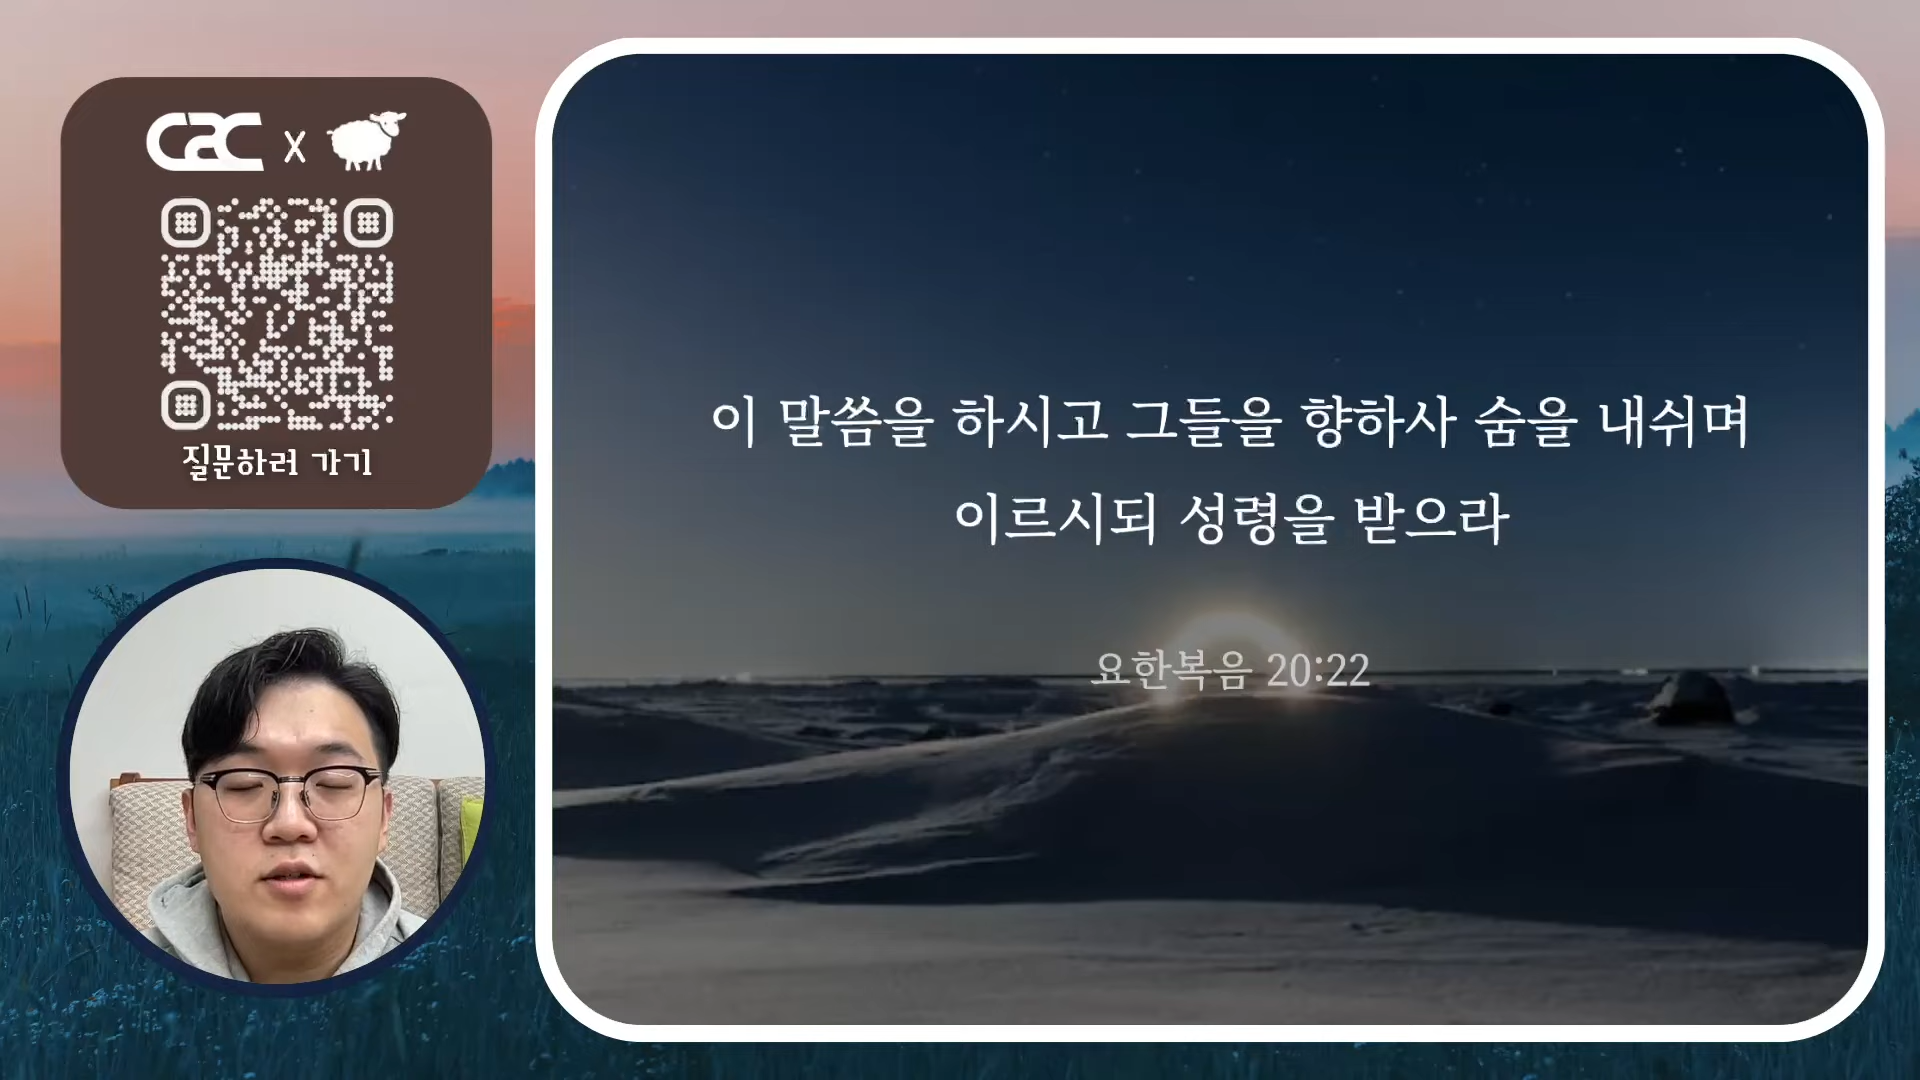 CAC X
질문하러 가기
이 말씀을 하시고 그들을 향하사 숨을 내쉬며
이르시되 성령을 받으라
요한복음 20:22